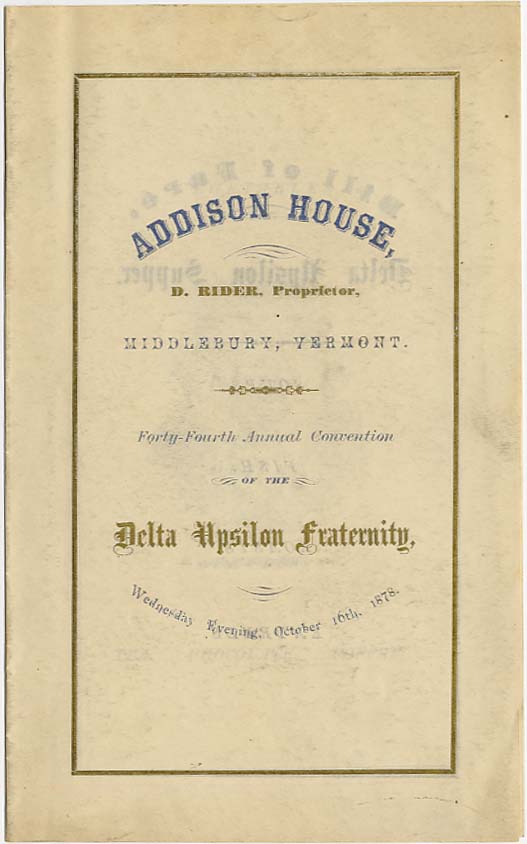 ADDISON HOUSE,
D. RIDER, Proprietor,
MIDDLEBURY, VERMONT.
Forty-Fourth Annual Convention
OF THE
Delta Upsilon Fraternity,
Wednesday Evening, October 16th, 1878.